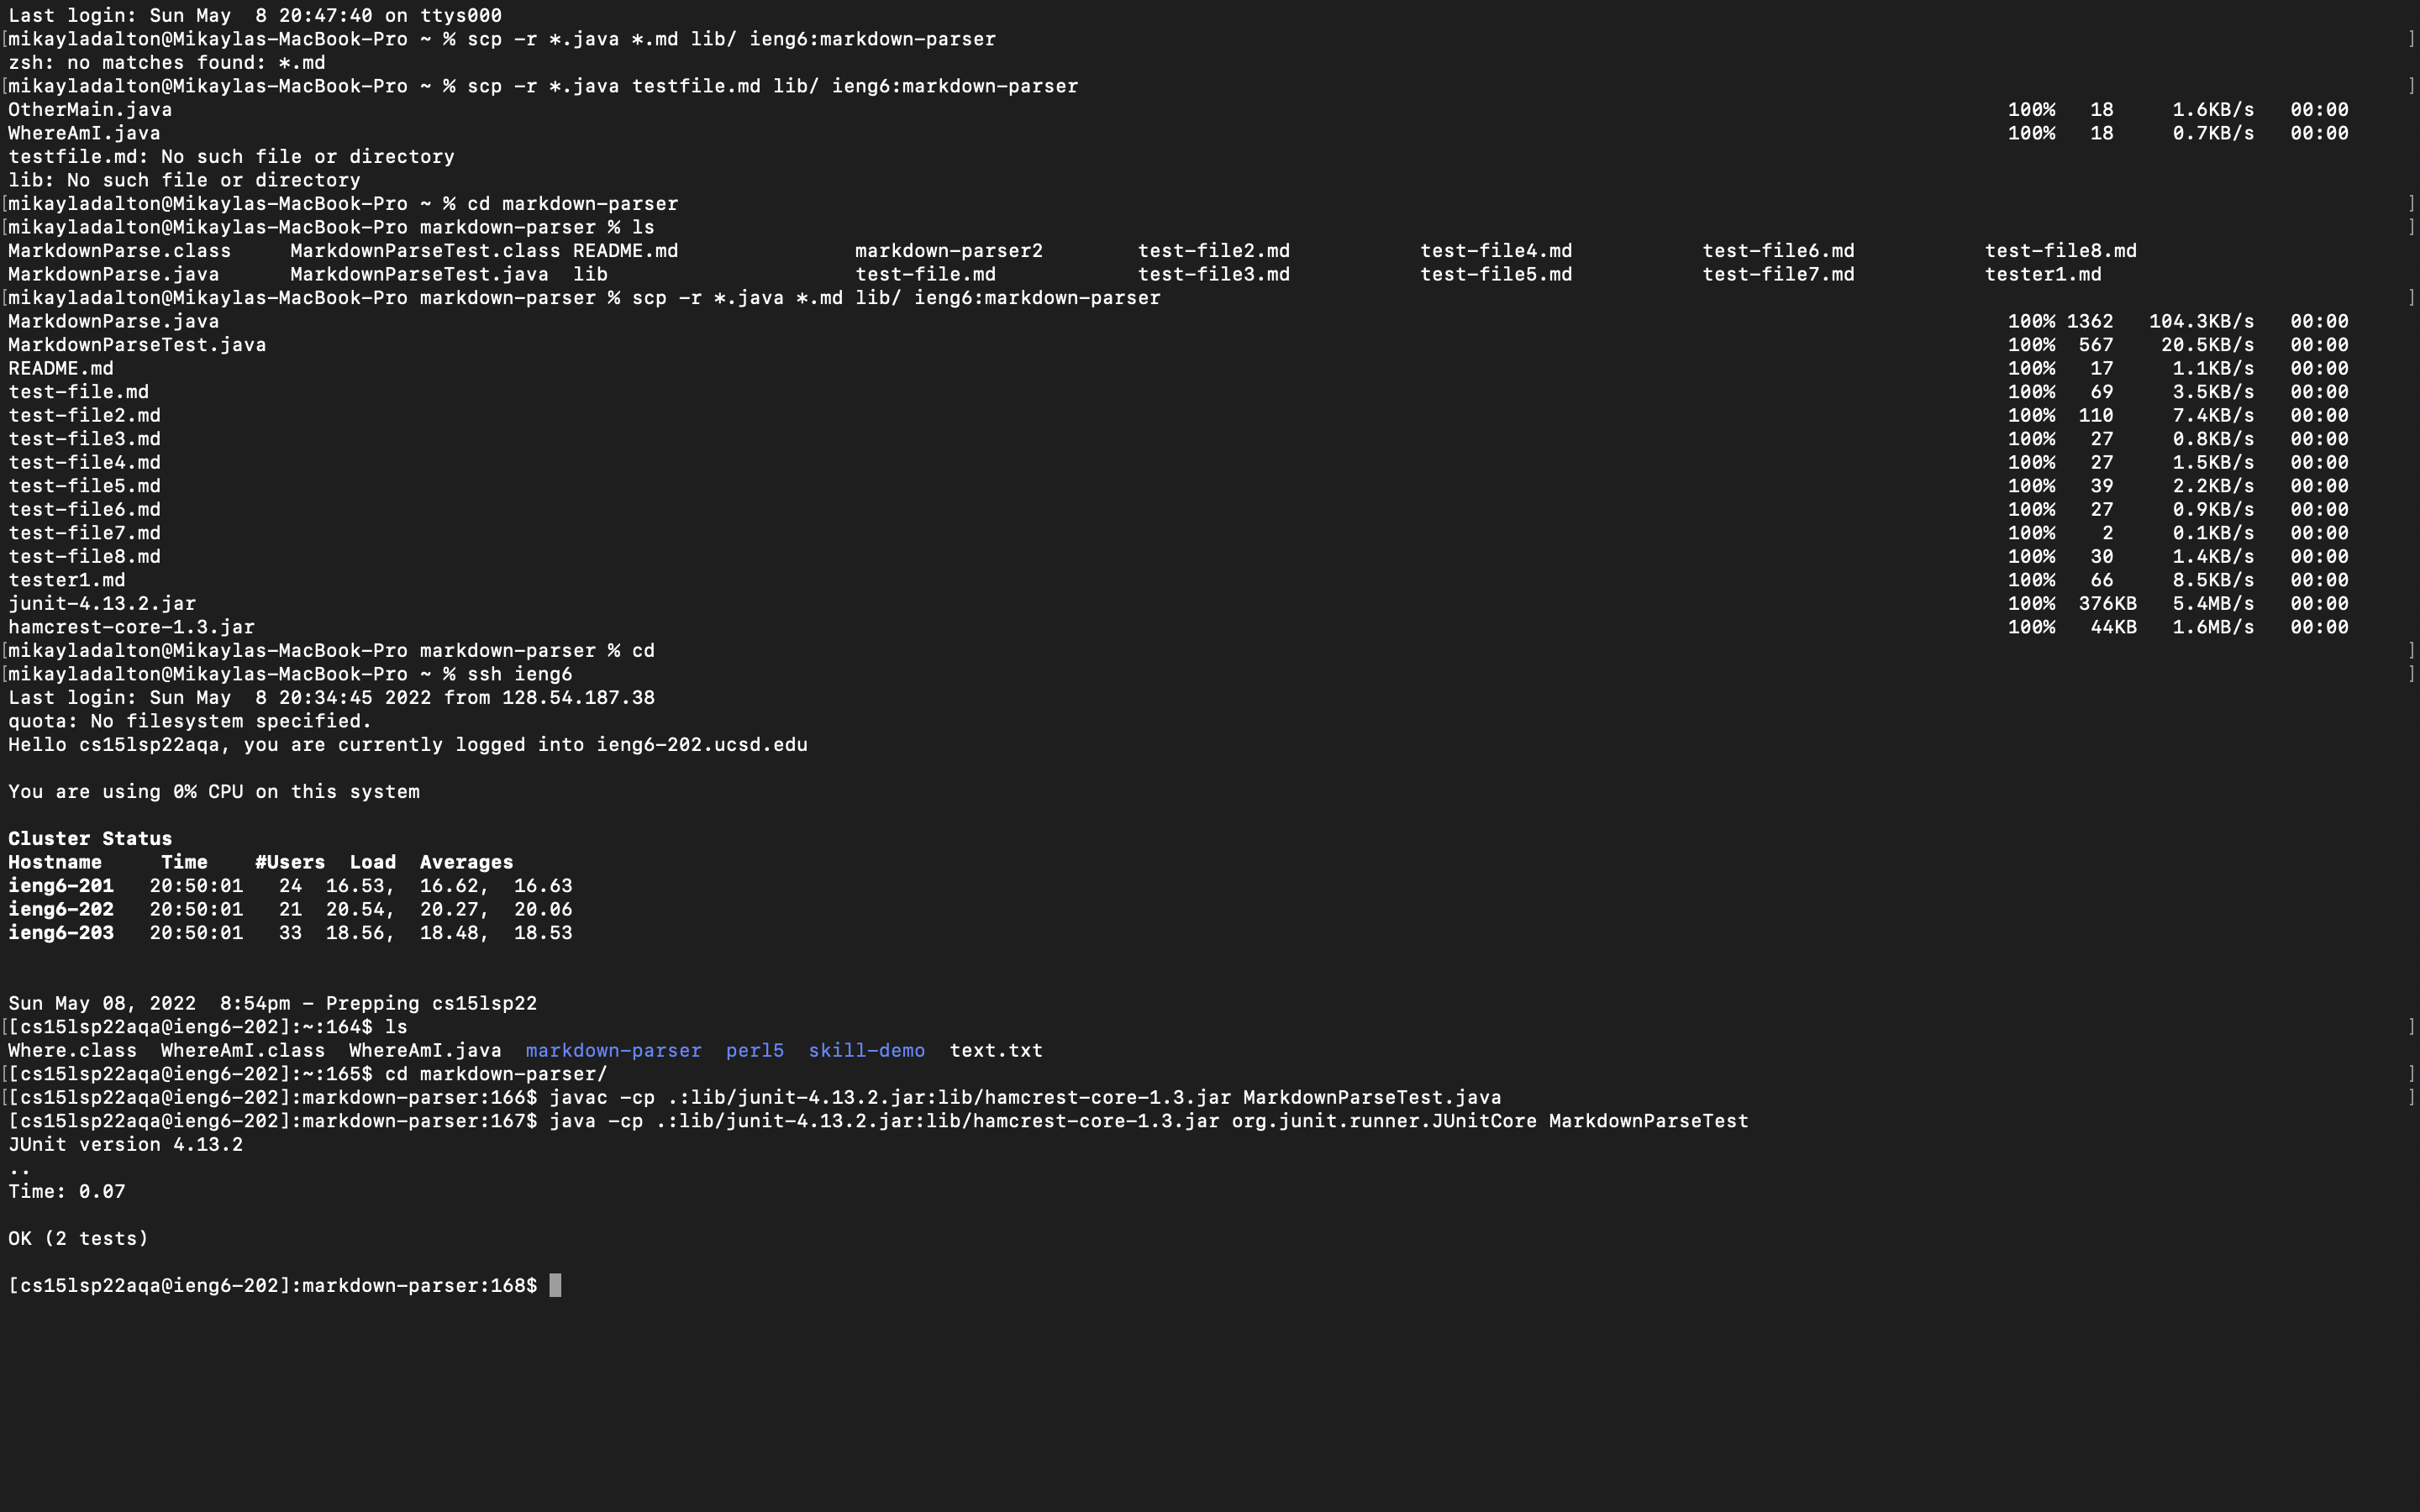 Last login: Sun May  8 20:47:40 on ttys000
[mikayladalton@Mikaylas-MacBook-Pro ~ % scp -r *.java *.md lib/ ieng6:markdown-parser ]
zsh: no matches found: *.md
[mikayladalton@Mikaylas-MacBook-Pro ~ % scp -r *.java testfile.md lib/ ieng6:markdown-parser ]
OtherMain.java 100% 18 1.6KB/s 00:00
WhereAmI.java 100% 18 0.7KB/s 00:00
testfile.md: No such file or directory
lib: No such file or directory
[mikayladalton@Mikaylas-MacBook-Pro ~ % cd markdown-parser ]
[mikayladalton@Mikaylas-MacBook-Pro markdown-parser % ls ]
MarkdownParse.class MarkdownParseTest.class README.md markdown-parser2 test-file2.md test-file4.md test-file6.md test-file8.md
MarkdownParse.java MarkdownParseTest.java lib test-file.md test-file3.md test-file5.md test-file7.md tester1.md
[mikayladalton@Mikaylas-MacBook-Pro markdown-parser % scp -r *.java *.md lib/ ieng6:markdown-parser ]
MarkdownParse.java 100% 1362 104.3KB/s 00:00
MarkdownParseTest.java 100% 567 20.5KB/s 00:00
README.md 100% 17 1.1KB/s 00:00
test-file.md 100% 69 3.5KB/s 00:00
test-file2.md 100% 110 7.4KB/s 00:00
test-file3.md 100% 27 0.8KB/s 00:00
test-file4.md 100% 27 1.5KB/s 00:00
test-file5.md 100% 39 2.2KB/s 00:00
test-file6.md 100% 27 0.9KB/s 00:00
test-file7.md 100% 2 0.1KB/s 00:00
test-file8.md 100% 30 1.4KB/s 00:00
tester1.md 100% 66 8.5KB/s 00:00
junit-4.13.2.jar 100% 376KB 5.4MB/s 00:00
hamcrest-core-1.3.jar 100% 44KB 1.6MB/s 00:00
[mikayladalton@Mikaylas-MacBook-Pro markdown-parser % cd ]
[mikayladalton@Mikaylas-MacBook-Pro ~ % ssh ieng6 ]
Last login: Sun May  8 20:34:45 2022 from 128.54.187.38
quota: No filesystem specified.
Hello cs15lsp22aqa, you are currently logged into ieng6-202.ucsd.edu
You are using 0% CPU on this system
Cluster Status
Hostname Time #Users Load Averages
ieng6-201 20:50:01 24 16.53, 16.62, 16.63
ieng6-202 20:50:01 21 20.54, 20.27, 20.06
ieng6-203 20:50:01 33 18.56, 18.48, 18.53
Sun May 08, 2022  8:54pm - Prepping cs15lsp22
[[cs15lsp22aqa@ieng6-202]:~:164$ ls ]
Where.class WhereAmI.class WhereAmI.java markdown-parser perl5 skill-demo text.txt
[[cs15lsp22aqa@ieng6-202]:~:165$ cd markdown-parser/ ]
[[cs15lsp22aqa@ieng6-202]:markdown-parser:166$ javac -cp .:lib/junit-4.13.2.jar:lib/hamcrest-core-1.3.jar MarkdownParseTest.java ]
[cs15lsp22aqa@ieng6-202]:markdown-parser:167$ java -cp .:lib/junit-4.13.2.jar:lib/hamcrest-core-1.3.jar org.junit.runner.JUnitCore MarkdownParseTest
JUnit version 4.13.2
..
Time: 0.07
OK (2 tests)
[cs15lsp22aqa@ieng6-202]:markdown-parser:168$